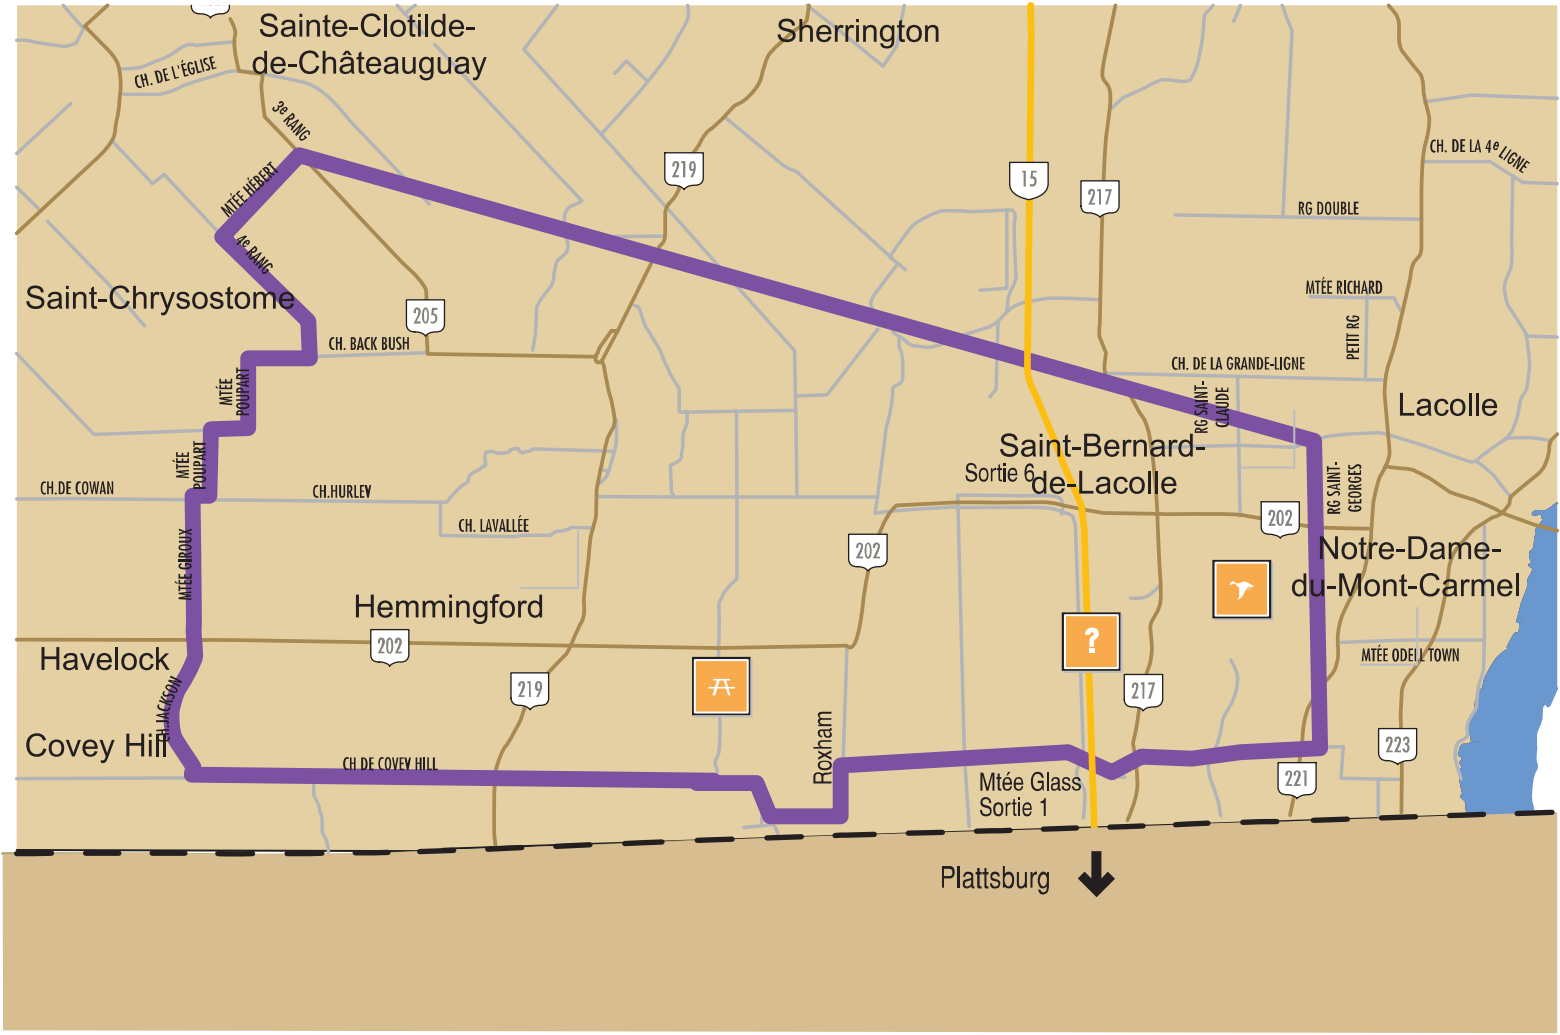 Sainte-Clotilde-
de-Châteauguay
Sherrington
CH. DE L'ÉGLISE
3e RANG
219
15
217
CH. DE LA 4e LIGNE
MTÉE HÉBERT
RG DOUBLE
4e RANG
Saint-Chrysostome
205
MTÉE RICHARD
PETIT RG
CH. BACK BUSH
CH. DE LA GRANDE-LIGNE
MTÉE
POUPART
RG SAINT-
CLAUDE
Lacolle
Saint-Bernard-
de-Lacolle
Sortie 6
MTÉE
POUPART
CH.DE COWAN
CH.HURLEV
RG SAINT-
GEORGES
CH. LAVALLÉE
202
202
Notre-Dame-
du-Mont-Carmel
MTÉE GIROUX
Hemmingford
202
?
Havelock
MTÉE ODELL TOWN
219
217
CH.JACKSON
Covey Hill
Roxham
223
CH DE COVEY HILL
221
Mtée Glass
Sortie 1
Plattsburg